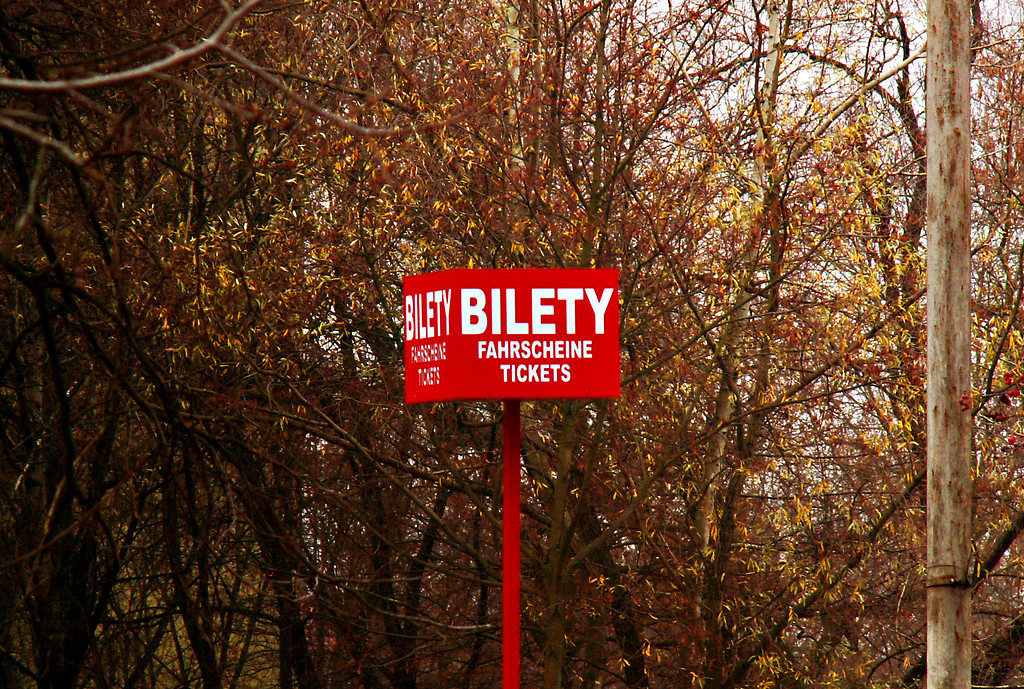 BILETY
FAHRSCHEINE
TICKETS
BILETY
FAHRSCHEINE
TICKETS